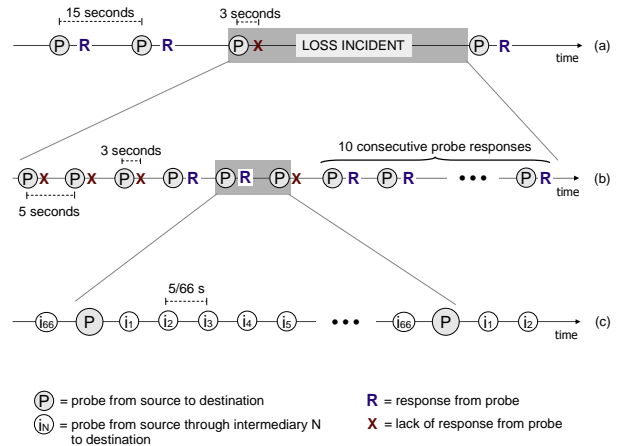 15 seconds 3 seconds
P R P R P X LOSS INCIDENT P R time (a)
3 seconds 10 consecutive probe responses
P X P X P X P R P R P X P R P R ••• P R time (b)
5 seconds
5/66 s
i66 P i1 i2 i3 i4 i5 ••• i66 P i1 i2 time (c)
P = probe from source to destination
R = response from probe
iN = probe from source through intermediary N
to destination
X = lack of response from probe